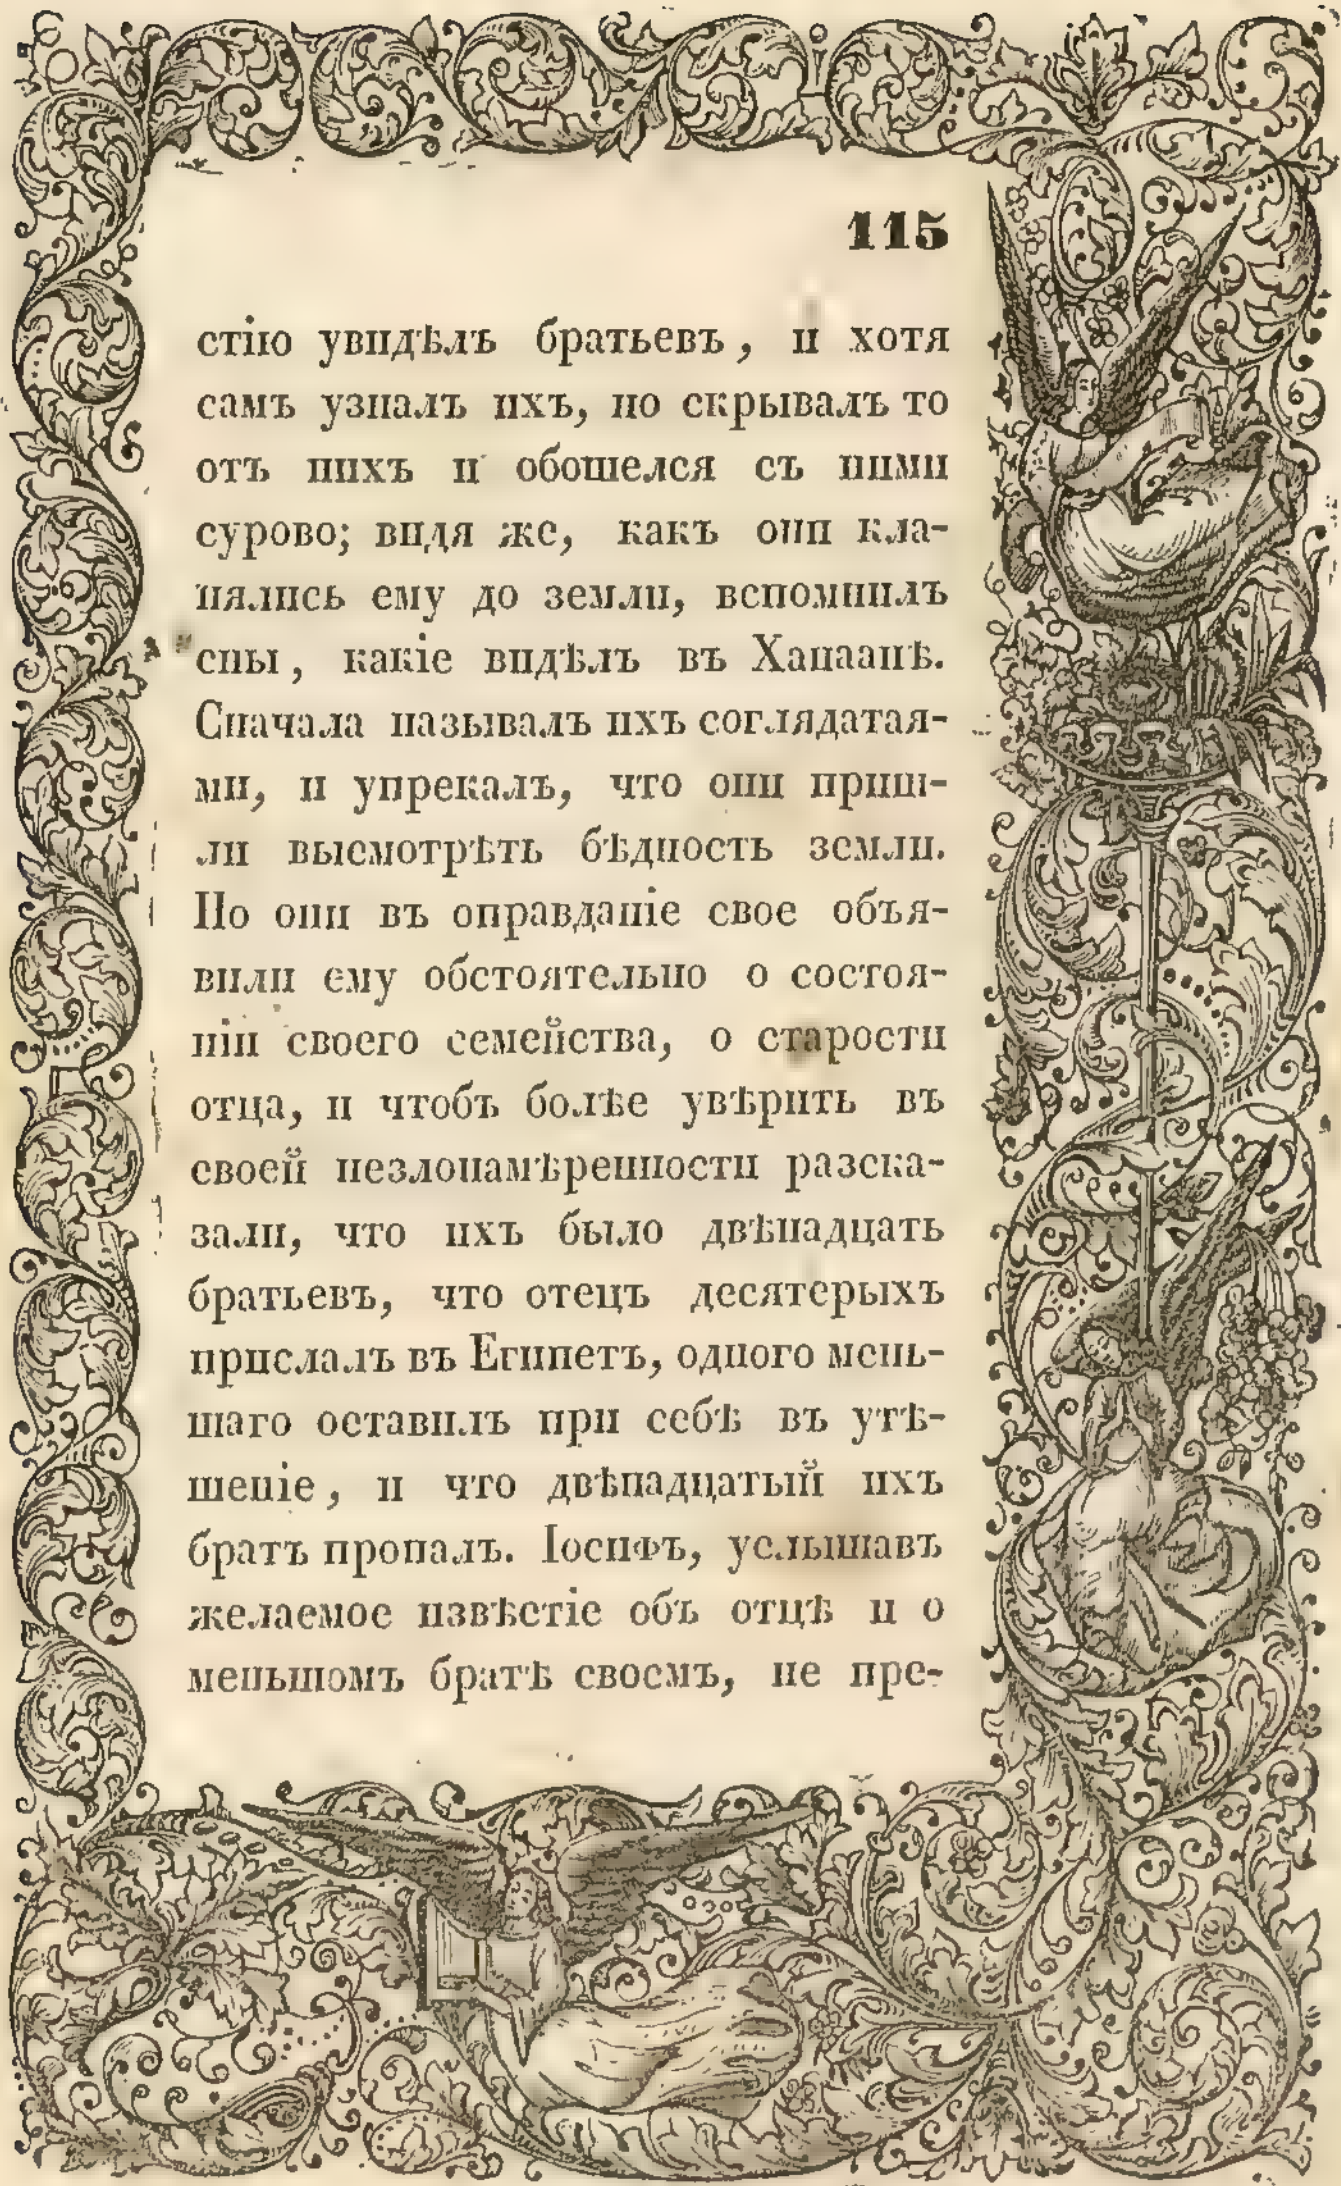 115
стію увидѣлъ братьевъ, и хотя
самъ узналъ ихъ, но скрывалъ то
отъ нихъ и обошелся съ ними
сурово; видя же, какъ они кла-
нялись ему до земли, вспомнилъ
сны, какіе видѣлъ въ Ханаанѣ.
Сначала называлъ ихъ соглядатая-
ми, и упрекалъ, что они приш-
ли высмотрѣть бѣдность земли.
Но они въ оправданіе свое объя-
вили ему обстоятельно о состоя-
ніи своего семейства, о старости
отца, и чтобъ болѣе увѣрить въ
своей незлонамѣренности разска-
зали, что ихъ было двѣнадцать
братьевъ, что отецъ десятерыхъ
прислалъ въ Египетъ, одного мень-
шаго оставилъ при себѣ въ утѣ-
шеніе, и что двѣнадцатый ихъ
братъ пропалъ. Іосифъ, услышавъ
желаемое извѣстіе объ отцѣ и о
меньшомъ братѣ своемъ, не пре-